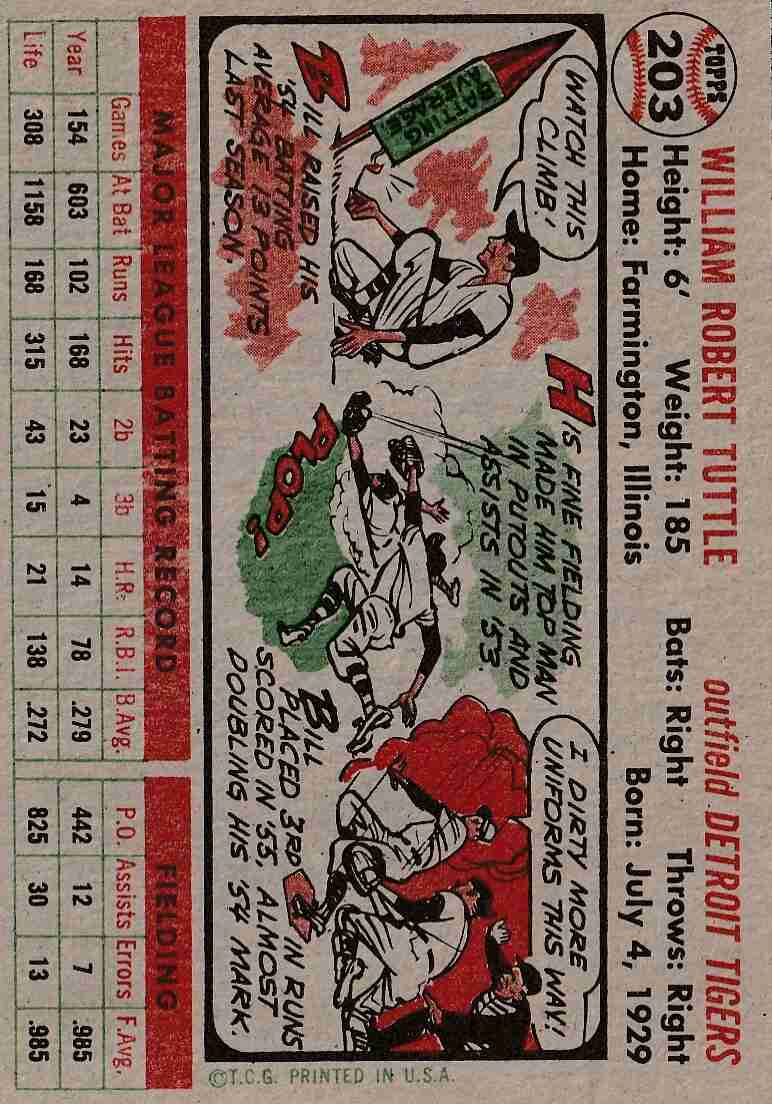 TOPPS
203
WILLIAM ROBERT TUTTLE
outfield DETROIT TIGERS
Height: 6' Weight: 185 Bats: Right Throws: Right
Home: Farmington, Illinois Born: July 4, 1929
WATCH THIS
CLIMB!
BATTING
AVERAGE
BILL RAISED HIS
'54 BATTING
AVERAGE 13 POINTS
LAST SEASON.
HIS FINE FIELDING
MADE HIM TOP MAN
IN PUTOUTS AND
ASSISTS IN '53
PLOP!
I DIRTY MORE
UNIFORMS THIS WAY!
BILL
PLACED 3RD IN RUNS
SCORED IN '55, ALMOST
DOUBLING HIS '54 MARK.
©T.C.G. PRINTED IN U.S.A.
MAJOR LEAGUE BATTING RECORD FIELDING
Games At Bat Runs Hits 2b 3b H.R. R.B.I. B.Avg. P.O. Assists Errors F.Avg.
Year 154 603 102 168 23 4 14 78 .279 442 12 7 .985
Life 308 1158 168 315 43 15 21 138 .272 825 30 13 .985